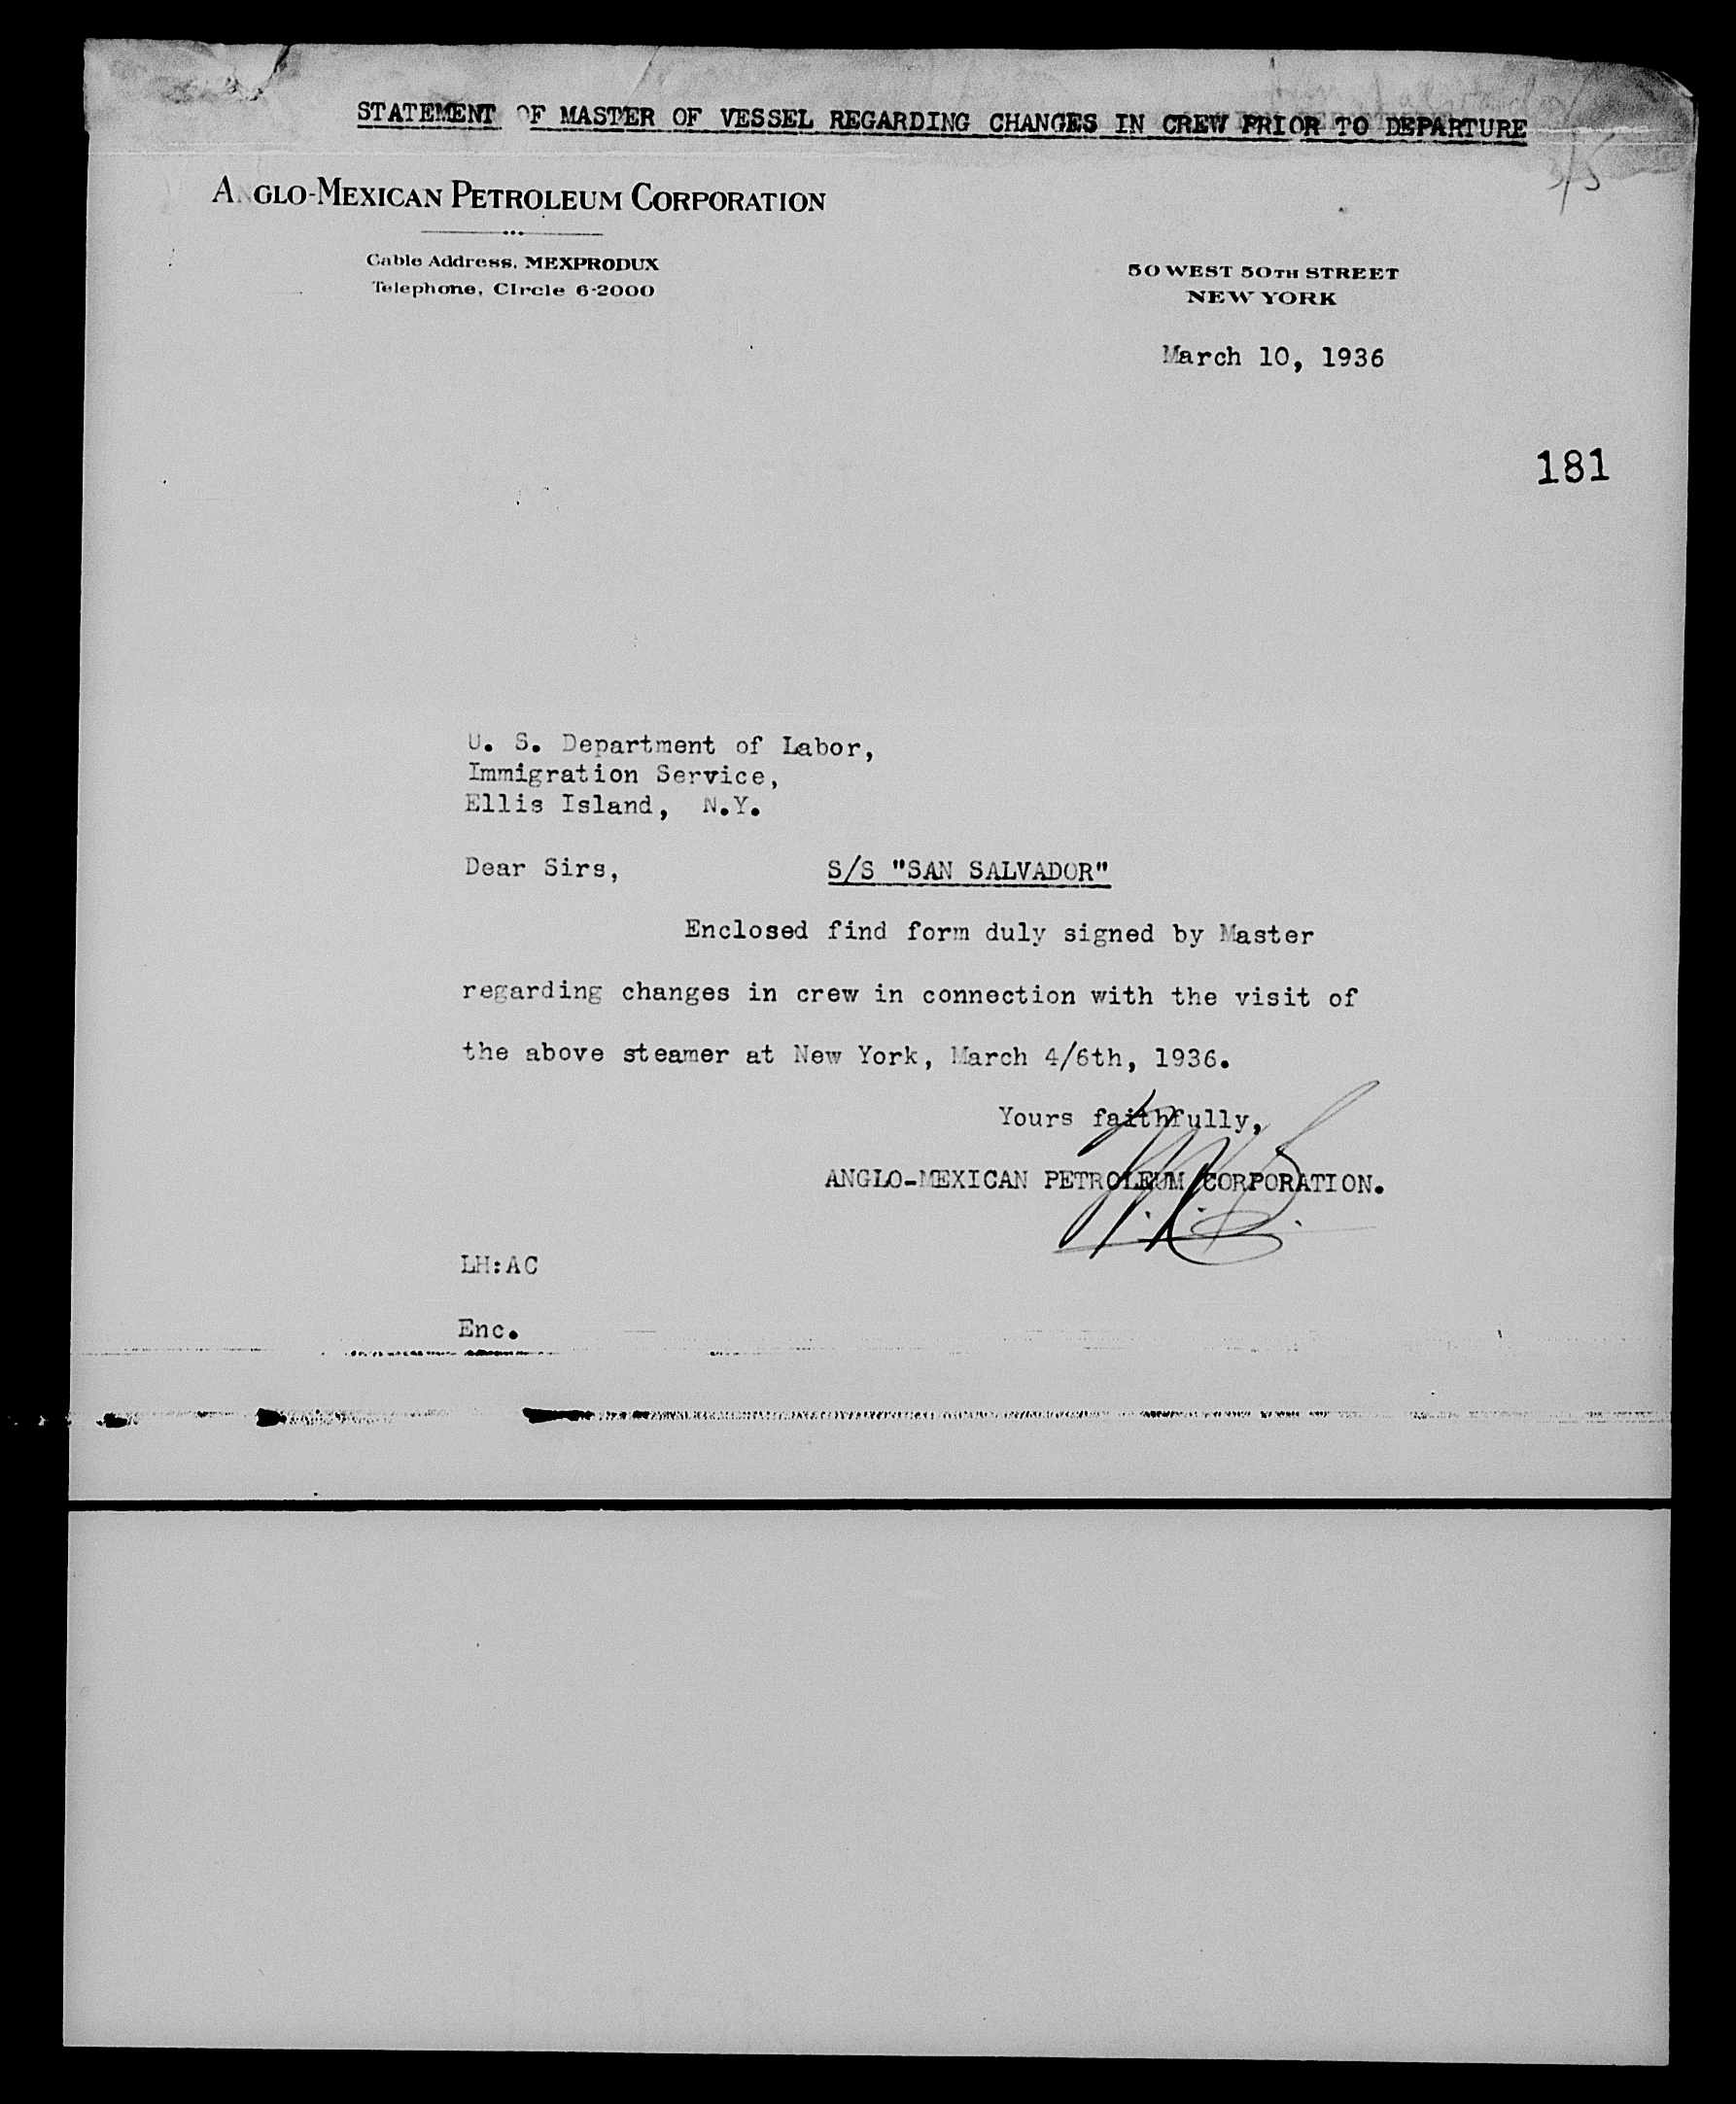 STATEMENT OF MASTER OF VESSEL REGARDING CHANGES IN CREW PRIOR TO DEPARTURE
3/5
ANGLO-MEXICAN PETROLEUM CORPORATION
Cable Address, MEXPRODUX
Telephone, Circle 6-2000
50 WEST 50TH STREET
NEW YORK
March 10, 1936
181
U. S. Department of Labor,
Immigration Service,
Ellis Island, N.Y.
Dear Sirs, S/S "SAN SALVADOR"
Enclosed find form duly signed by Master
regarding changes in crew in connection with the visit of
the above steamer at New York, March 4/6th, 1936.
Yours faithfully,
ANGLO-MEXICAN PETROLEUM CORPORATION.
LH:AC
Enc.